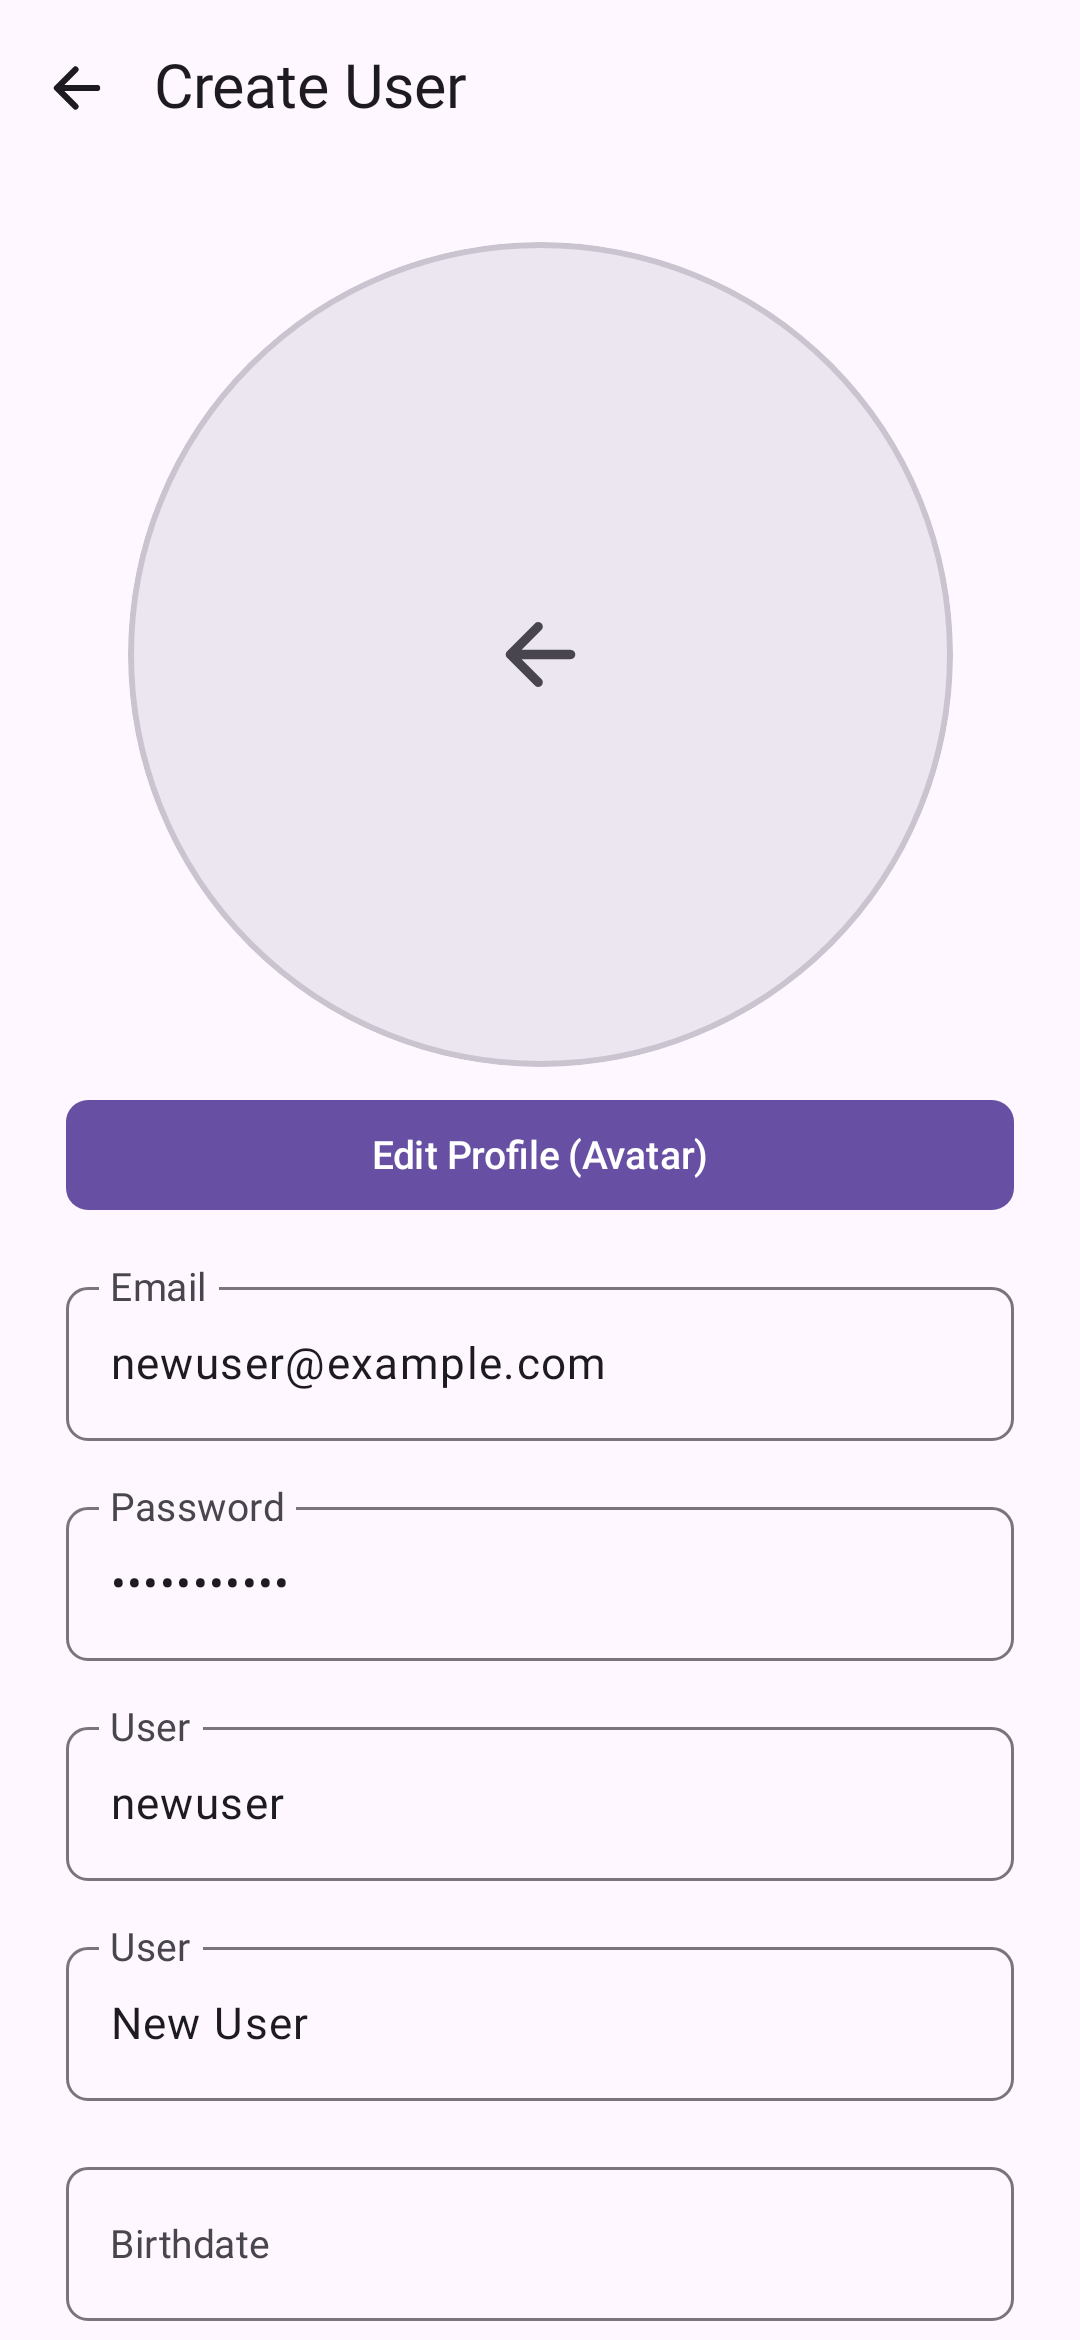 Create User
Edit Profile (Avatar)
Email
newuser@example.com
Password
•••••••••••
User
newuser
User
New User
Birthdate